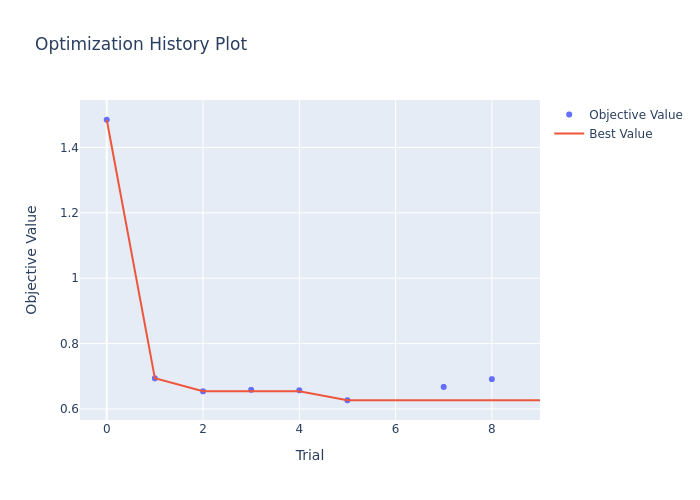 Optimization History Plot
Objective Value
Best Value
1.4
1.2
1
0.8
0.6
Objective Value
0 2 4 6 8
Trial